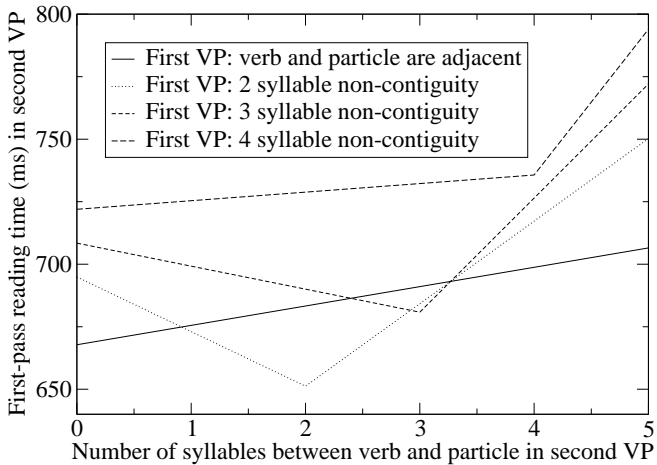 800
750
700
650
First-pass reading time (ms) in second VP
First VP: verb and particle are adjacent
First VP: 2 syllable non-contiguity
First VP: 3 syllable non-contiguity
First VP: 4 syllable non-contiguity
0 1 2 3 4 5
Number of syllables between verb and particle in second VP